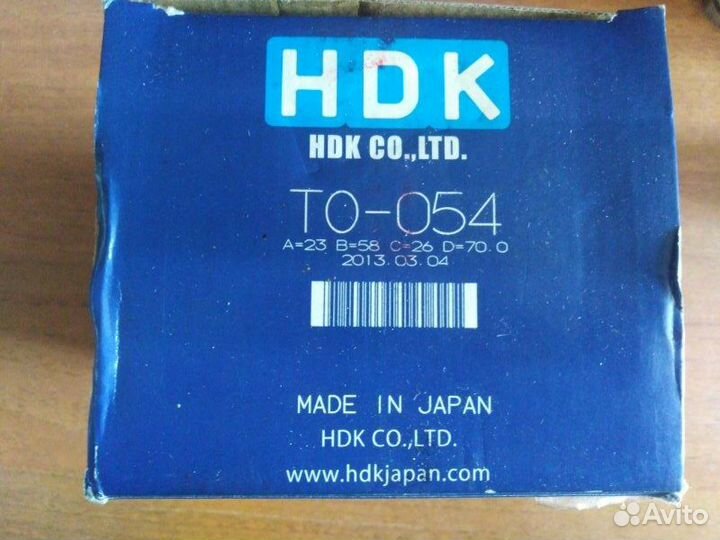 HDK
HDK CO.,LTD.
TO-054
A=23 B=58 C=26 D=70.0
2013.03.04
MADE IN JAPAN
HDK CO.,LTD.
www.hdkjapan.com
Avito